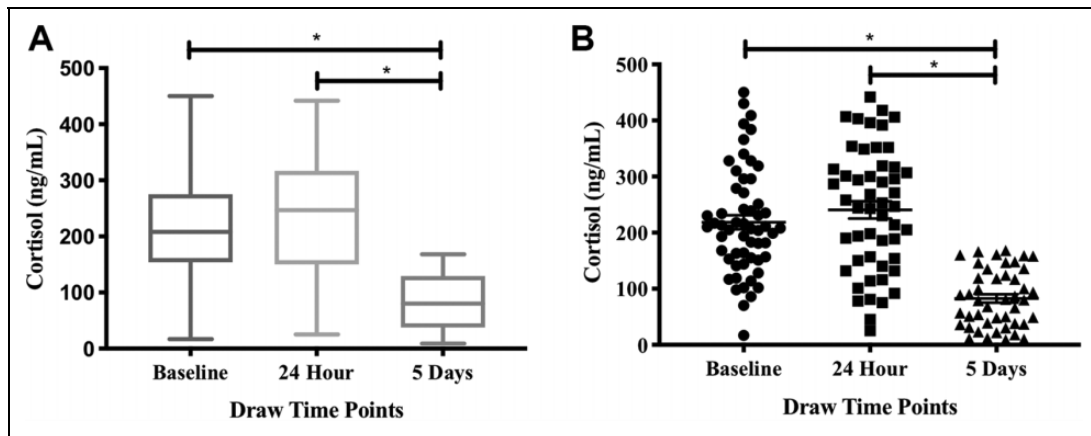 A
*
*
500
400
300
200
100
0
Cortisol (ng/mL)
Baseline 24 Hour 5 Days
Draw Time Points
B
*
*
500
400
300
200
100
0
Cortisol (ng/mL)
Baseline 24 Hour 5 Days
Draw Time Points